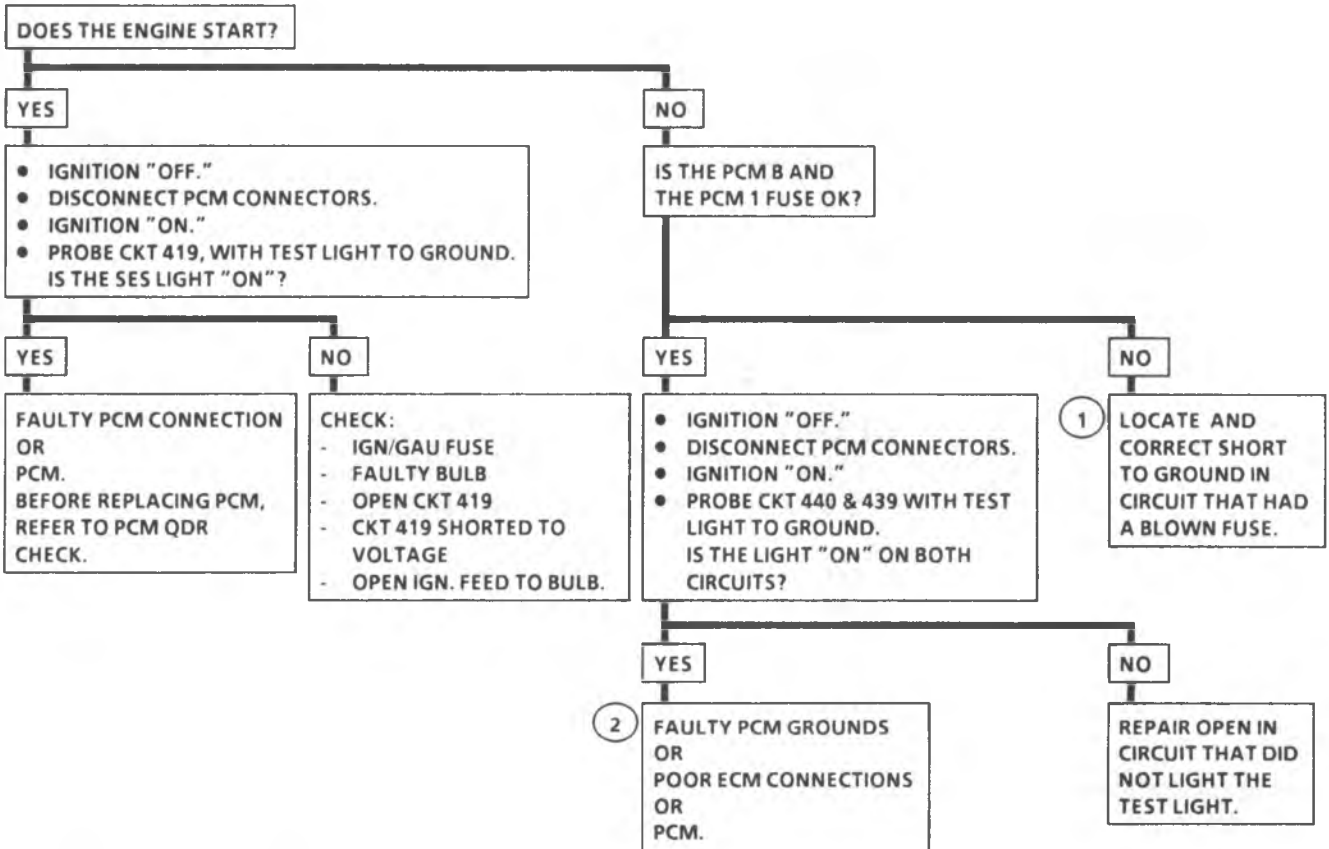 DOES THE ENGINE START?
YES
NO
● IGNITION "OFF."
● DISCONNECT PCM CONNECTORS.
● IGNITION "ON."
● PROBE CKT 419, WITH TEST LIGHT TO GROUND.
IS THE SES LIGHT "ON"?
IS THE PCM B AND
THE PCM 1 FUSE OK?
YES
NO
YES
NO
FAULTY PCM CONNECTION
OR
PCM.
BEFORE REPLACING PCM,
REFER TO PCM QDR
CHECK.
CHECK:
- IGN/GAU FUSE
- FAULTY BULB
- OPEN CKT 419
- CKT 419 SHORTED TO
VOLTAGE
- OPEN IGN. FEED TO BULB.
● IGNITION "OFF."
● DISCONNECT PCM CONNECTORS.
● IGNITION "ON."
● PROBE CKT 440 & 439 WITH TEST
LIGHT TO GROUND.
IS THE LIGHT "ON" ON BOTH
CIRCUITS?
1
LOCATE AND
CORRECT SHORT
TO GROUND IN
CIRCUIT THAT HAD
A BLOWN FUSE.
YES
NO
2
FAULTY PCM GROUNDS
OR
POOR ECM CONNECTIONS
OR
PCM.
REPAIR OPEN IN
CIRCUIT THAT DID
NOT LIGHT THE
TEST LIGHT.